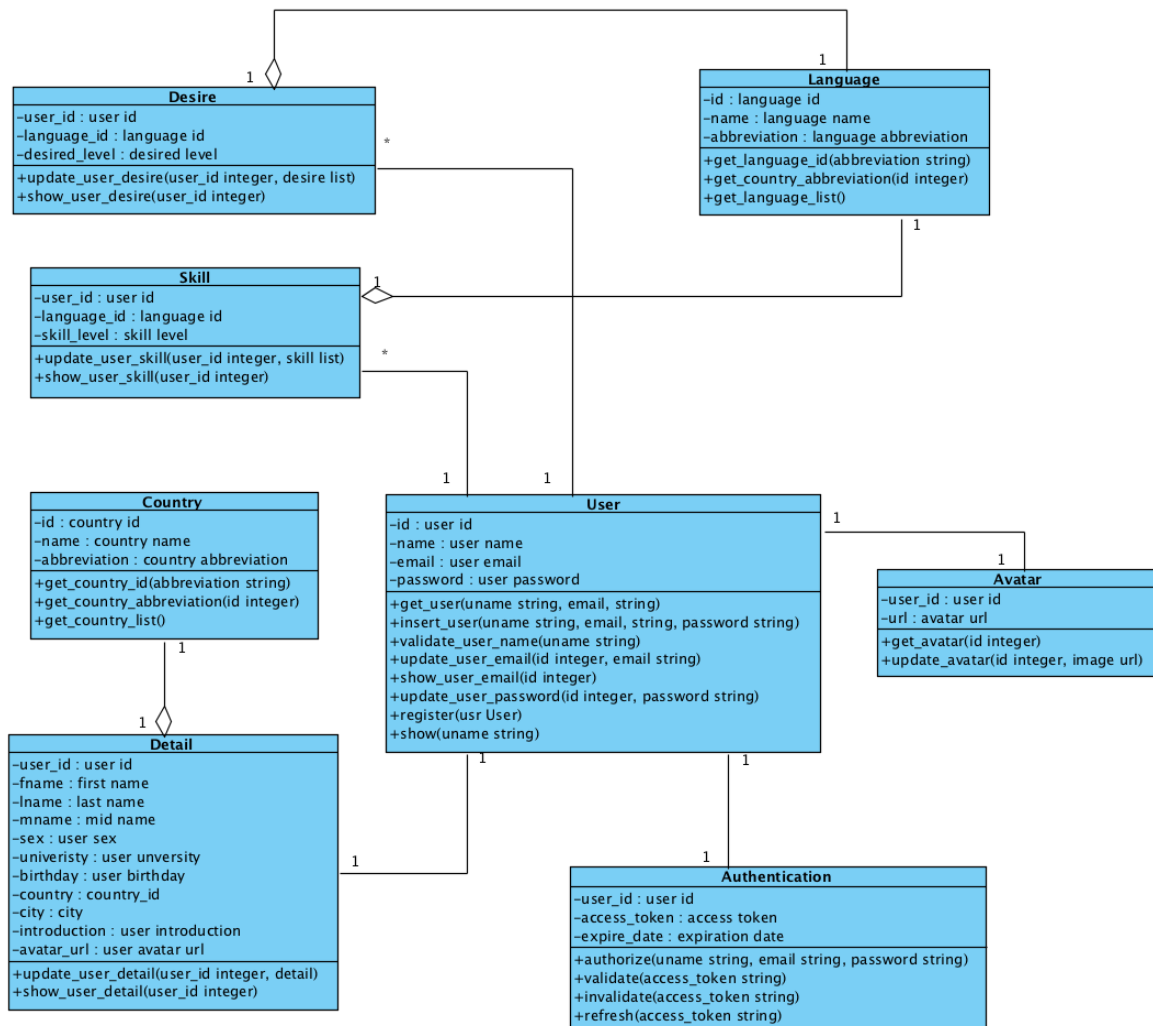 1
1
Desire
-user_id : user id
-language_id : language id
-desired_level : desired level
+update_user_desire(user_id integer, desire list)
+show_user_desire(user_id integer)
*
Language
-id : language id
-name : language name
-abbreviation : language abbreviation
+get_language_id(abbreviation string)
+get_country_abbreviation(id integer)
+get_language_list()
1
Skill
-user_id : user id
-language_id : language id
-skill_level : skill level
+update_user_skill(user_id integer, skill list)
+show_user_skill(user_id integer)
1
*
1
1
Country
-id : country id
-name : country name
-abbreviation : country abbreviation
+get_country_id(abbreviation string)
+get_country_abbreviation(id integer)
+get_country_list()
1
User
-id : user id
-name : user name
-email : user email
-password : user password
+get_user(uname string, email, string)
+insert_user(uname string, email, string, password string)
+validate_user_name(uname string)
+update_user_email(id integer, email string)
+show_user_email(id integer)
+update_user_password(id integer, password string)
+register(usr User)
+show(uname string)
1
1
Avatar
-user_id : user id
-url : avatar url
+get_avatar(id integer)
+update_avatar(id integer, image url)
1
Detail
-user_id : user id
-fname : first name
-lname : last name
-mname : mid name
-sex : user sex
-univeristy : user unversity
-birthday : user birthday
-country : country_id
-city : city
-introduction : user introduction
-avatar_url : user avatar url
+update_user_detail(user_id integer, detail)
+show_user_detail(user_id integer)
1
1
1
1
Authentication
-user_id : user id
-access_token : access token
-expire_date : expiration date
+authorize(uname string, email string, password string)
+validate(access_token string)
+invalidate(access_token string)
+refresh(access_token string)